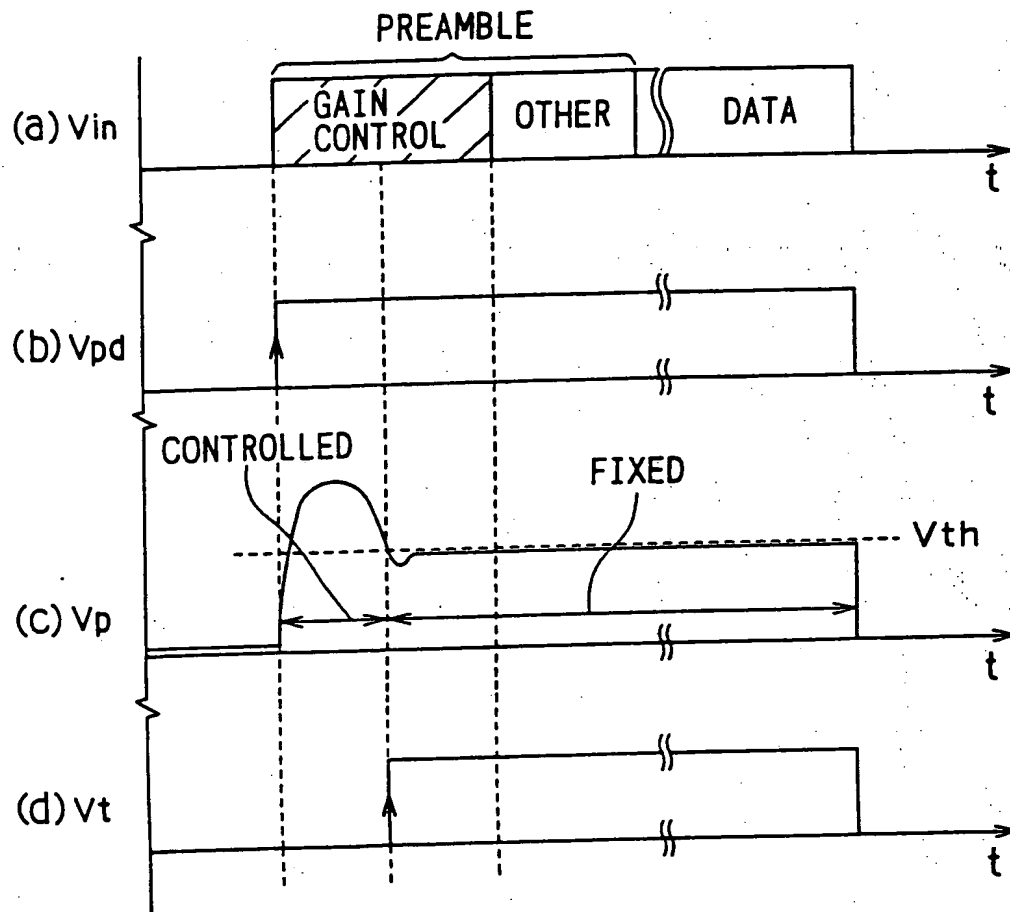 PREAMBLE
(a) Vin
GAIN
CONTROL
OTHER
DATA
t
(b) Vpd
t
CONTROLLED
FIXED
Vth
(c) Vp
t
(d) Vt
t